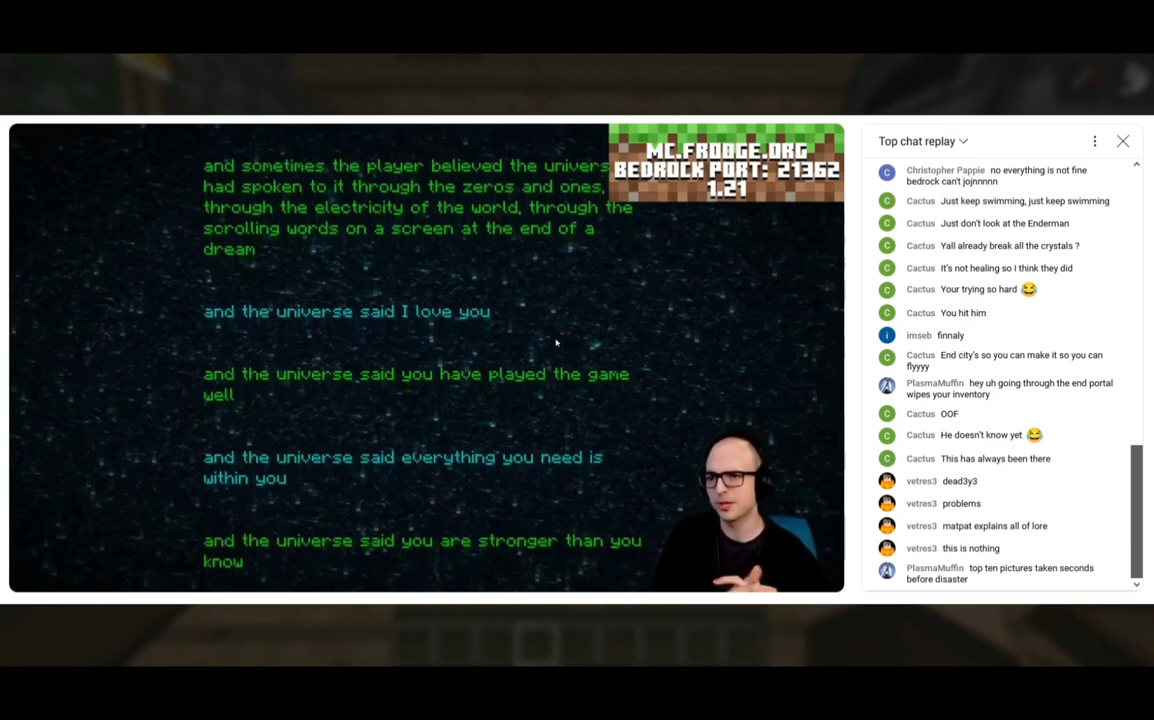 and sometimes the player believed the univers
had spoken to it through the zeros and ones,
through the electricity of the world, through the
scrolling words on a screen at the end of a
dream
and the universe said I love you
and the universe said you have played the game
well
and the universe said everything you need is
within you
and the universe said you are stronger than you
know
MC.FROBGE.ORG
BEDROCK PORT: 21362
1.21
Top chat replay
C Christopher Pappie no everything is not fine
bedrock can't jojnnnnn
C Cactus Just keep swimming, just keep swimming
C Cactus Just don't look at the Enderman
C Cactus Yall already break all the crystals ?
C Cactus It's not healing so I think they did
C Cactus Your trying so hard 😂
C Cactus You hit him
i imseb finnaly
C Cactus End city's so you can make it so you can
flyyyy
PlasmaMuffin hey uh going through the end portal
wipes your inventory
C Cactus OOF
C Cactus He doesn't know yet 😂
C Cactus This has always been there
vetres3 dead3y3
vetres3 problems
vetres3 matpat explains all of lore
vetres3 this is nothing
PlasmaMuffin top ten pictures taken seconds
before disaster